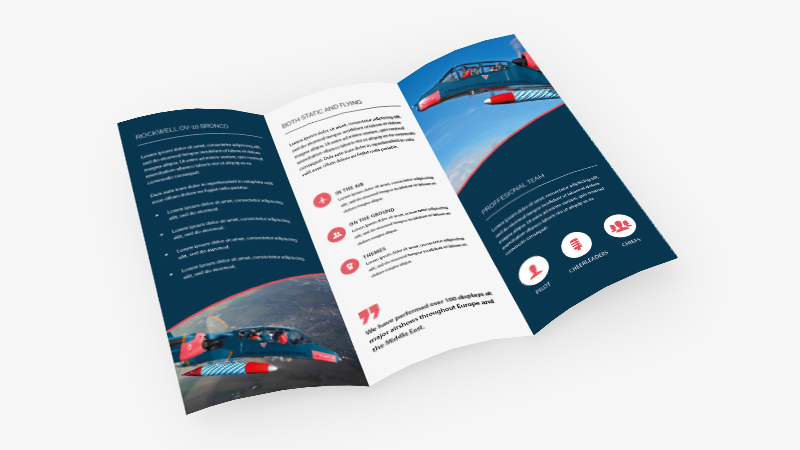 ROCKWELL OV-10 BRONCO
Lorem ipsum dolor sit amet, consectetur adipiscing elit,
sed do eiusmod tempor incididunt ut labore et dolore
magna aliqua. Ut enim ad minim veniam, quis nostrud
exercitation ullamco laboris nisi ut aliquip ex ea
commodo consequat.
Duis aute irure dolor in reprehenderit in voluptate velit
esse cillum dolore eu fugiat nulla pariatur.
Lorem ipsum dolor sit amet, consectetur adipiscing
elit, sed do eiusmod.
Lorem ipsum dolor sit amet, consectetur adipiscing
elit, sed do eiusmod.
Lorem ipsum dolor sit amet, consectetur adipiscing
elit, sed do eiusmod.
Lorem ipsum dolor sit amet, consectetur adipiscing
elit, sed do eiusmod.
BOTH STATIC AND FLYING
Lorem ipsum dolor sit amet, consectetur adipiscing elit,
sed do eiusmod tempor incididunt ut labore et dolore
magna aliqua. Ut enim ad minim veniam, quis nostrud
exercitation ullamco laboris nisi ut aliquip ex ea commodo
consequat. Duis aute irure dolor in reprehenderit in
velit esse cillum dolore eu fugiat nulla pariatur.
IN THE AIR
Lorem ipsum dolor sit amet, consectetur adipiscing
elit, sed do eiusmod tempor incididunt ut labore et
dolore magna aliqua.
ON THE GROUND
Lorem ipsum dolor sit amet, consectetur adipiscing
elit, sed do eiusmod tempor incididunt ut labore et
dolore magna aliqua.
THEMES
Lorem ipsum dolor sit amet, consectetur adipiscing
elit, sed do eiusmod tempor incididunt ut labore et
dolore magna aliqua.
We have performed over 100 displays at
major airshows throughout Europe and
the Middle East.
PROFFESIONAL TEAM
Lorem ipsum dolor sit amet, consectetur adipiscing elit,
sed do eiusmod tempor incididunt ut labore et dolore
magna aliqua. Ut enim ad minim veniam, quis nostrud
exercitation ullamco laboris nisi ut aliquip ex ea
commodo consequat.
PILOT
CHEERLEADERS